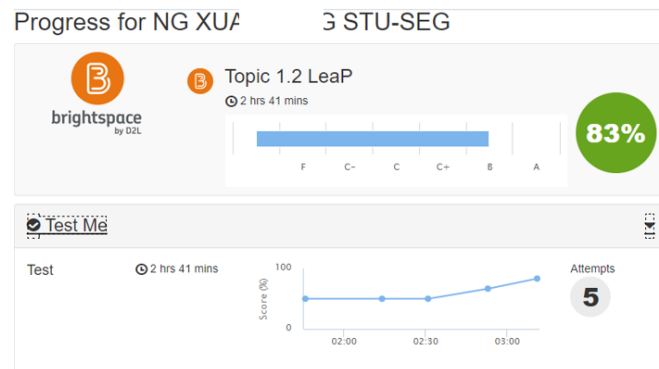 Progress for NG XUA G STU-SEG
brightspace
by D2L
Topic 1.2 LeaP
2 hrs 41 mins
F C- C C+ B A
83%
Test Me
Test
2 hrs 41 mins
Score (%)
100
0
02:00 02:30 03:00
Attempts
5